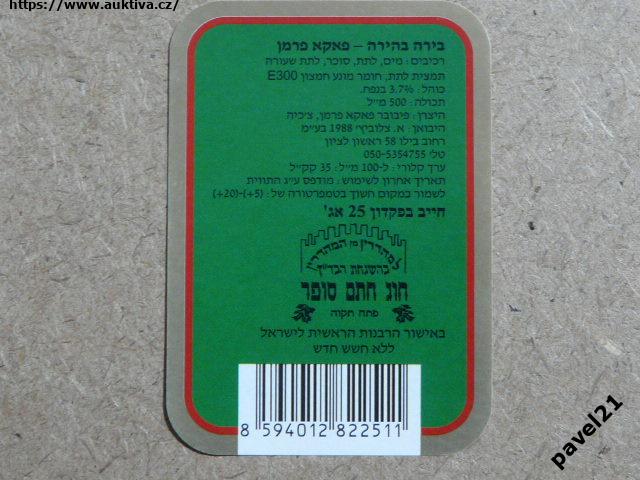 https://www.auktiva.cz/
בירה בהירה – פאקא פרמן
רכיבים: מים, לתת, סוכר, לתת שעורה
תמצית לתת, חומר מונע חמצון E300
כוהל: 3.7% בנפח.
תכולה: 500 מ״ל
היצרן: פיבובר פאקא פרמן, צ׳כיה
היבואן: א. צלוביץ׳ 1988 בע״מ
רחוב בילו 58 ראשון לציון
טל׳ 050-5354755
ערך קלורי: ל-100 מ״ל: 35 קק״ל
תאריך אחרון לשימוש: מודפס ע״ג התווית
לשמור במקום חשוך בטמפרטורה של: (5+)-(20+)
חייב בפקדון 25 אג'
למהדרין מן המהדרין
בהשגחת הבד״ץ
חוג חתם סופר
פתח תקוה
באישור הרבנות הראשית לישראל
ללא חשש חדש
8 594012 822511
pavel21